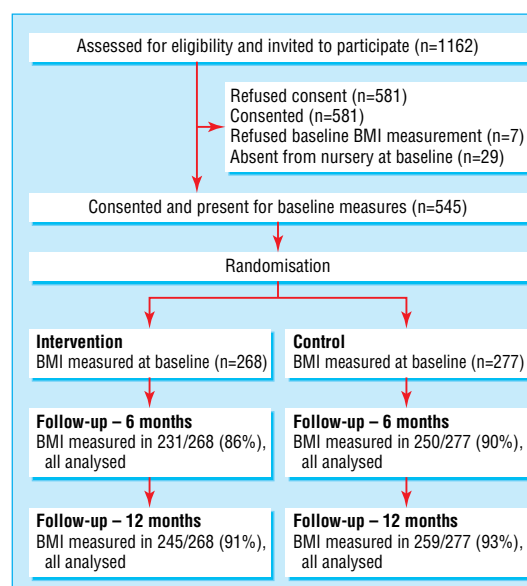 Assessed for eligibility and invited to participate (n=1162)
Refused consent (n=581)
Consented (n=581)
Refused baseline BMI measurement (n=7)
Absent from nursery at baseline (n=29)
Consented and present for baseline measures (n=545)
Randomisation
Intervention
BMI measured at baseline (n=268)
Control
BMI measured at baseline (n=277)
Follow-up – 6 months
BMI measured in 231/268 (86%),
all analysed
Follow-up – 6 months
BMI measured in 250/277 (90%),
all analysed
Follow-up – 12 months
BMI measured in 245/268 (91%),
all analysed
Follow-up – 12 months
BMI measured in 259/277 (93%),
all analysed